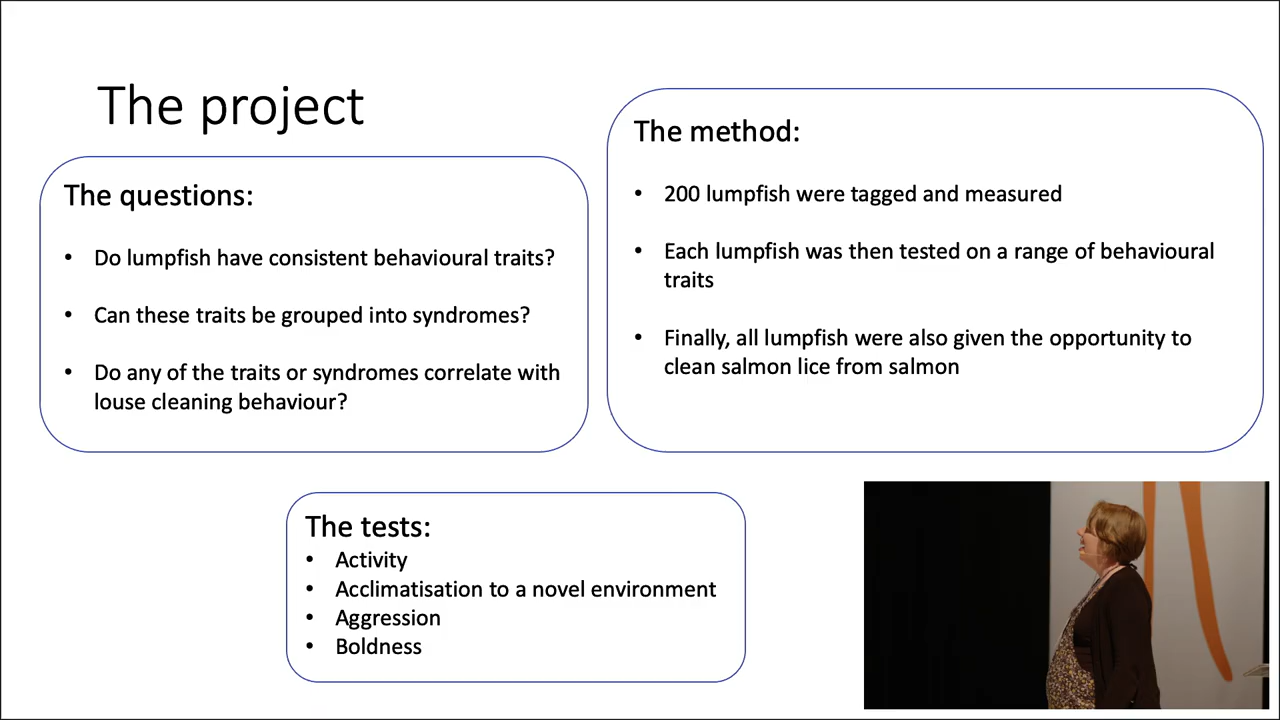 The project
The questions:
• Do lumpfish have consistent behavioural traits?
• Can these traits be grouped into syndromes?
• Do any of the traits or syndromes correlate with
louse cleaning behaviour?
The method:
• 200 lumpfish were tagged and measured
• Each lumpfish was then tested on a range of behavioural
traits
• Finally, all lumpfish were also given the opportunity to
clean salmon lice from salmon
The tests:
• Activity
• Acclimatisation to a novel environment
• Aggression
• Boldness